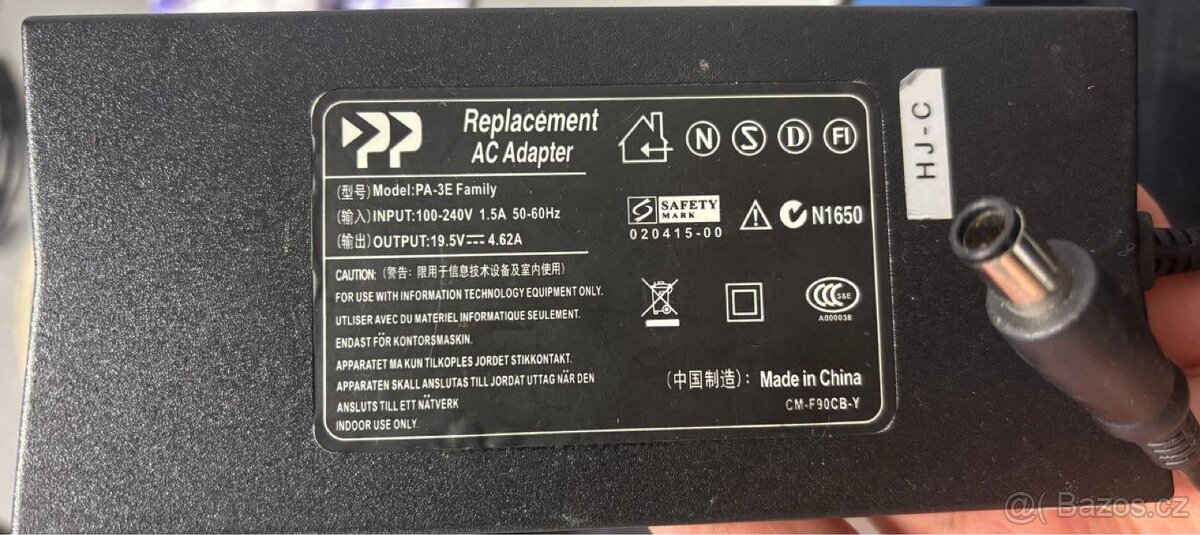 PP
Replacement
AC Adapter
N S D FI
(型号)Model:PA-3E Family
(输入)INPUT:100-240V 1.5A 50-60Hz
(输出)OUTPUT:19.5V⎓4.62A
SAFETY
MARK
020415-00
N1650
CAUTION: (警告: 限用于信息技术设备及室内使用)
FOR USE WITH INFORMATION TECHNOLOGY EQUIPMENT ONLY.
UTLISER AVEC DU MATERIEL INFORMATIQUE SEULEMENT.
ENDAST FÖR KONTORSMASKIN.
APPARATET MA KUN TILKOPLES JORDET STIKKONTAKT.
APPARATEN SKALL ANSLUTAS TILL JORDAT UTTAG NÄR DEN
ANSLUTS TILL ETT NÄTVERK
INDOOR USE ONLY.
CCC S&E
A000038
(中国制造): Made in China
CM-F90CB-Y
HJ-C
@( Bazos.cz